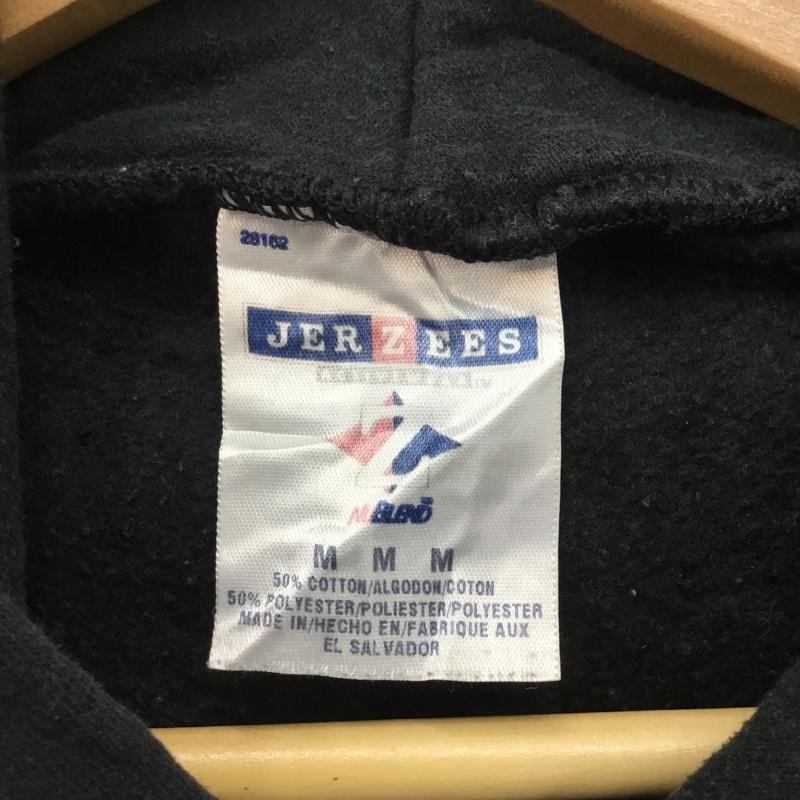 28162
JERZEES
NuBLEND
M M M
50% COTTON/ALGODON/COTON
50% POLYESTER/POLIESTER/POLYESTER
MADE IN/HECHO EN/FABRIQUE AUX
EL SALVADOR